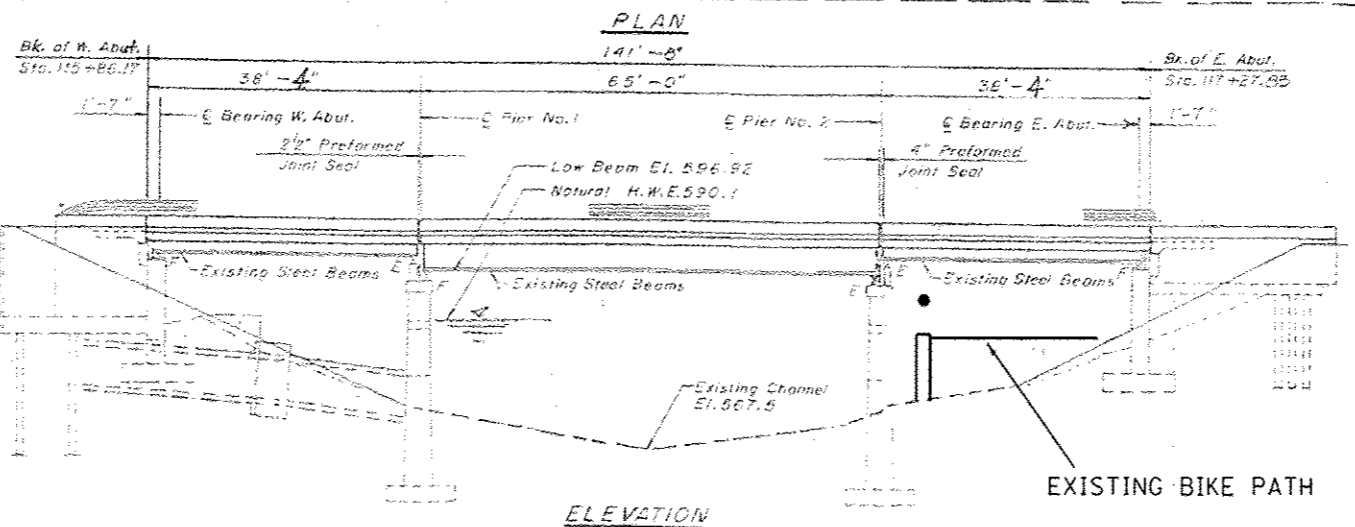 PLAN
141'-8"
Bk. of W. Abut.
Sta. 115+86.17
38'-4"
65'-0"
38'-4"
Bk. of E. Abut.
Sta. 117+27.83
1'-7"
℄ Bearing W. Abut.
℄ Pier No. 1
℄ Pier No. 2
℄ Bearing E. Abut.
1'-7"
2½" Preformed
Joint Seal
4" Preformed
Joint Seal
Low Beam El. 596.92
Natural H.W.E. 590.1
F
Existing Steel Beams
E
F
Existing Steel Beams
E
E
Existing Steel Beams
F
Existing Channel
El. 567.5
EXISTING BIKE PATH
ELEVATION